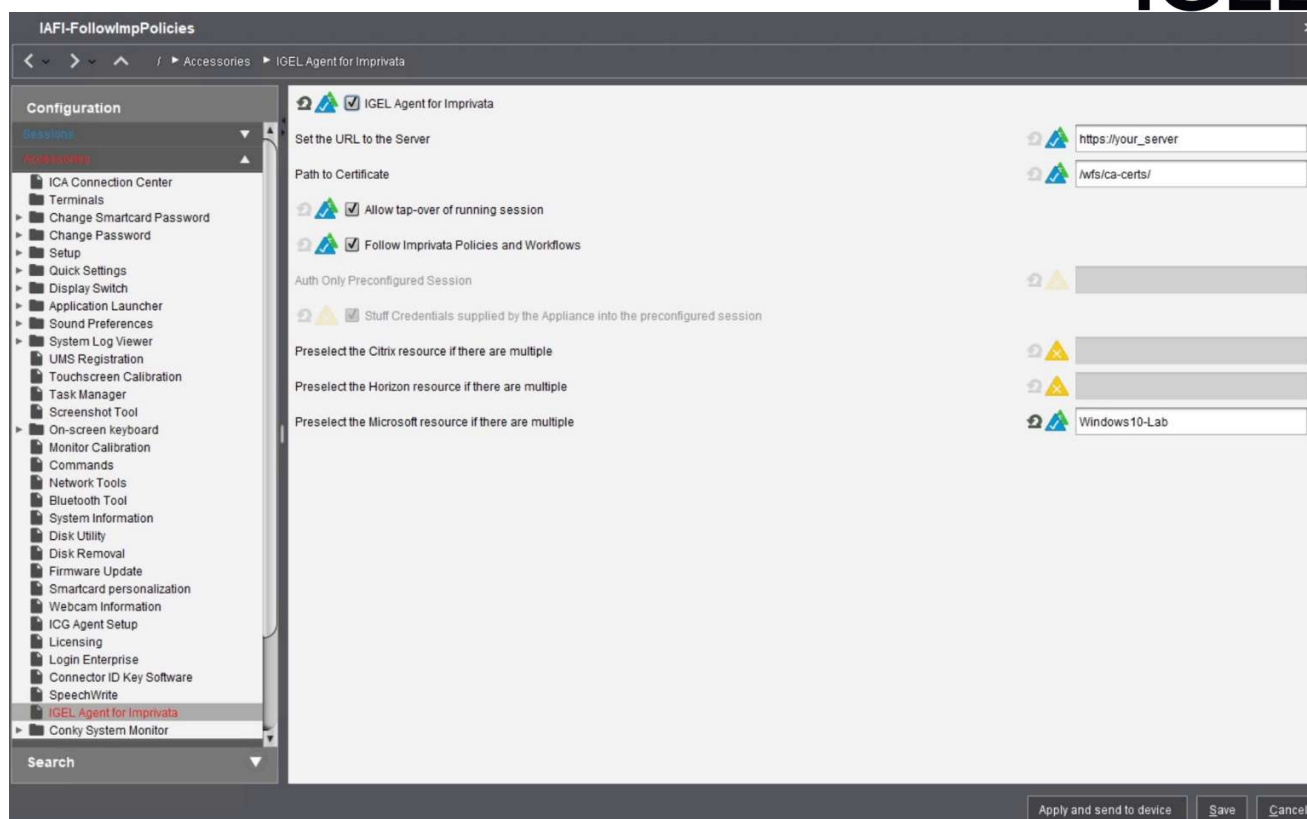 IAFI-FollowImpPolicies
/ ▸ Accessories ▸ IGEL Agent for Imprivata
Configuration
Sessions
Accessories
ICA Connection Center
Terminals
Change Smartcard Password
Change Password
Setup
Quick Settings
Display Switch
Application Launcher
Sound Preferences
System Log Viewer
UMS Registration
Touchscreen Calibration
Task Manager
Screenshot Tool
On-screen keyboard
Monitor Calibration
Commands
Network Tools
Bluetooth Tool
System Information
Disk Utility
Disk Removal
Firmware Update
Smartcard personalization
Webcam Information
ICG Agent Setup
Licensing
Login Enterprise
Connector ID Key Software
SpeechWrite
IGEL Agent for Imprivata
Conky System Monitor
Search
IGEL Agent for Imprivata
Set the URL to the Server https://your_server
Path to Certificate /wfs/ca-certs/
Allow tap-over of running session
Follow Imprivata Policies and Workflows
Auth Only Preconfigured Session
Stuff Credentials supplied by the Appliance into the preconfigured session
Preselect the Citrix resource if there are multiple
Preselect the Horizon resource if there are multiple
Preselect the Microsoft resource if there are multiple Windows10-Lab
Apply and send to device Save Cancel